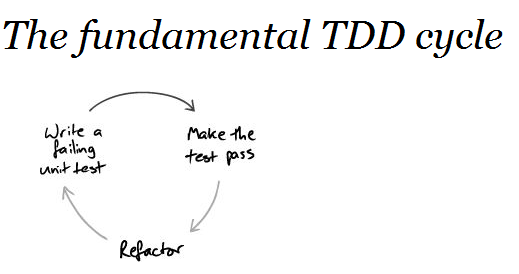 The fundamental TDD cycle
Write a
failing
unit test
Make the
test pass
Refactor